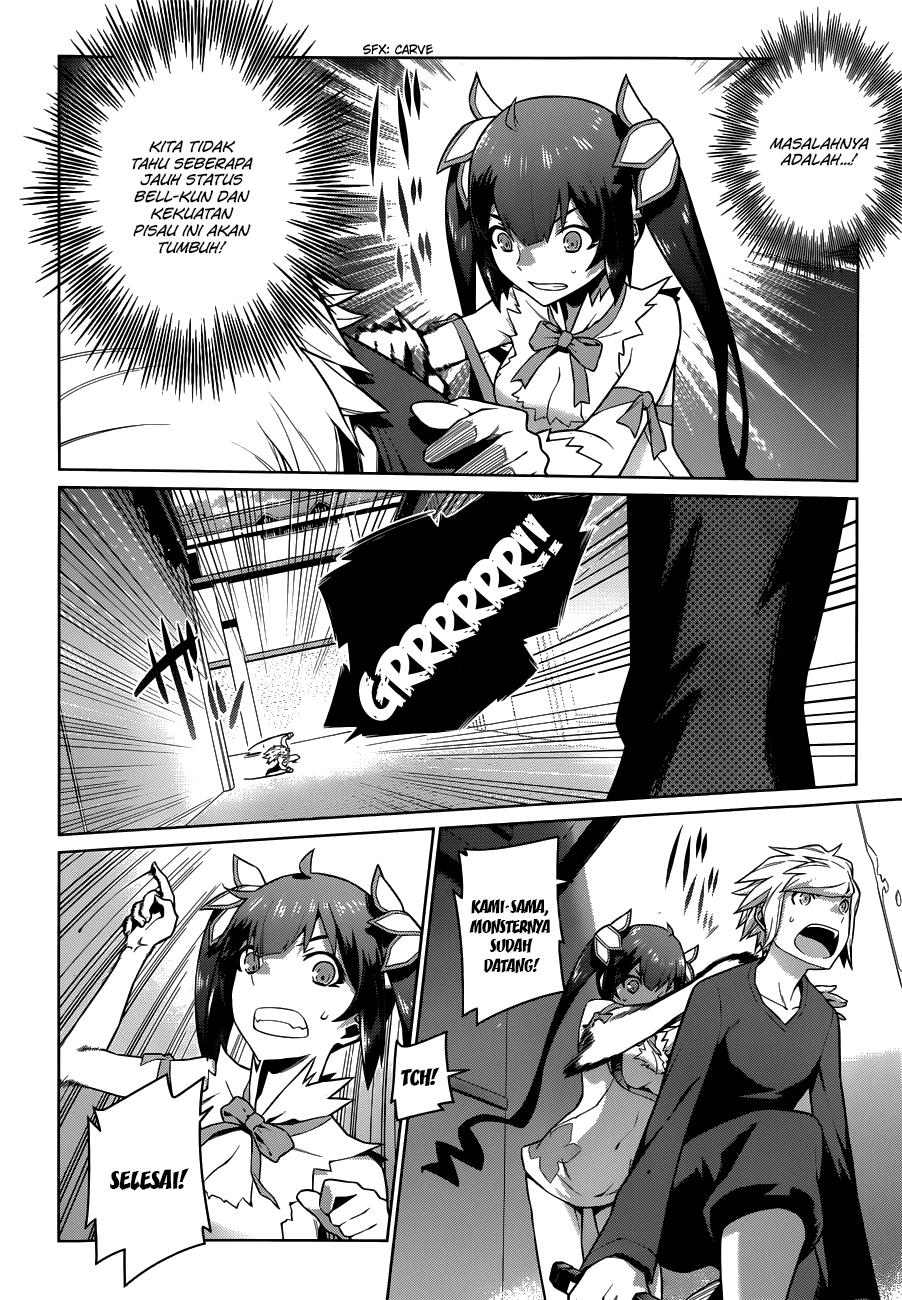 SFX: CARVE
MASALAHNYA
ADALAH...!
KITA TIDAK
TAHU SEBERAPA
JAUH STATUS
BELL-KUN DAN
KEKUATAN
PISAU INI AKAN
TUMBUH!
GRRRRRRR!!
KAMI-SAMA,
MONSTERNYA
SUDAH
DATANG!
TCH!
SELESAI!